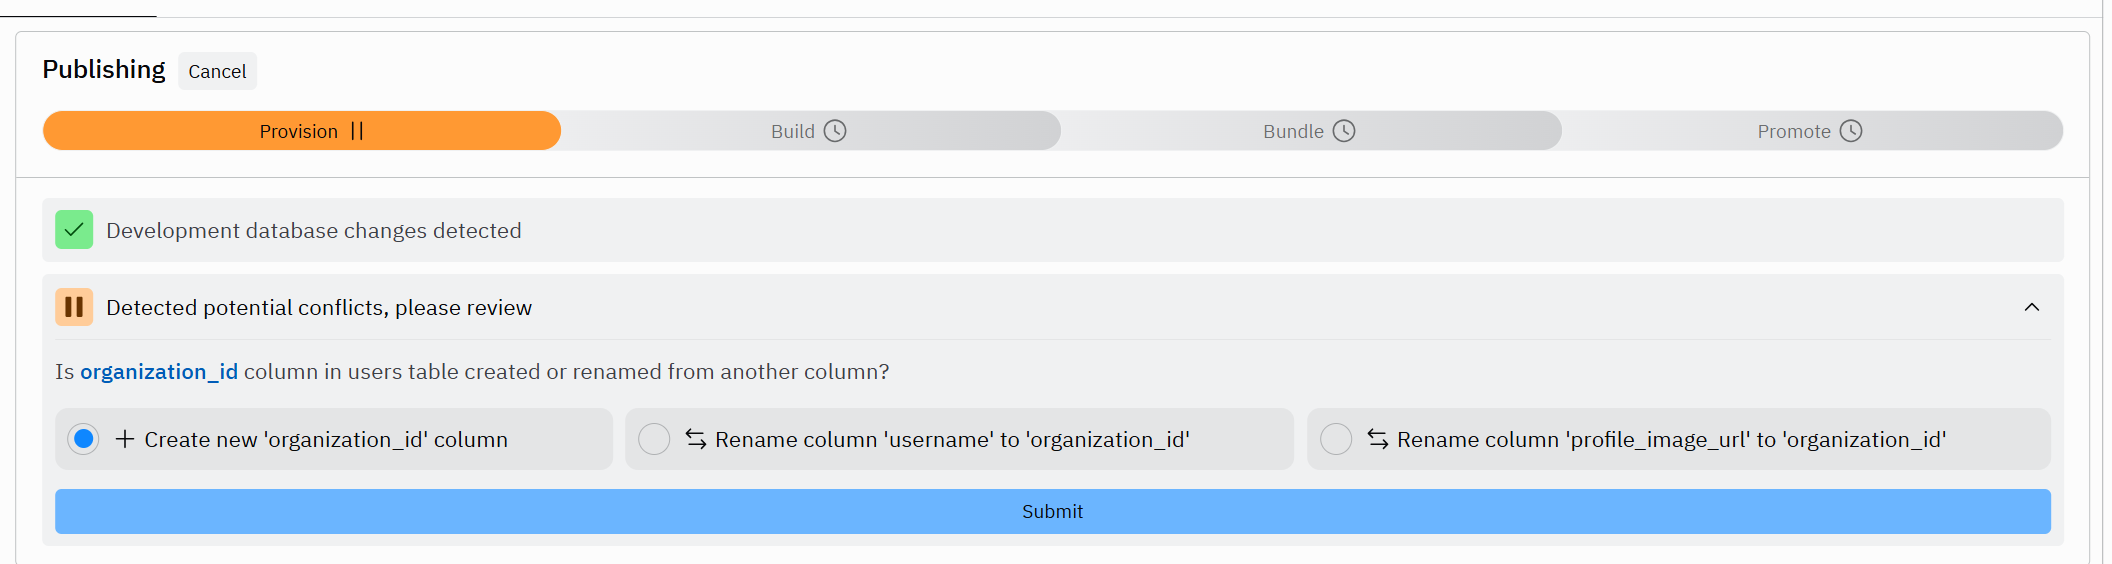 Publishing Cancel
Provision Build Bundle Promote
Development database changes detected
Detected potential conflicts, please review
Is organization_id column in users table created or renamed from another column?
Create new 'organization_id' column Rename column 'username' to 'organization_id' Rename column 'profile_image_url' to 'organization_id'
Submit